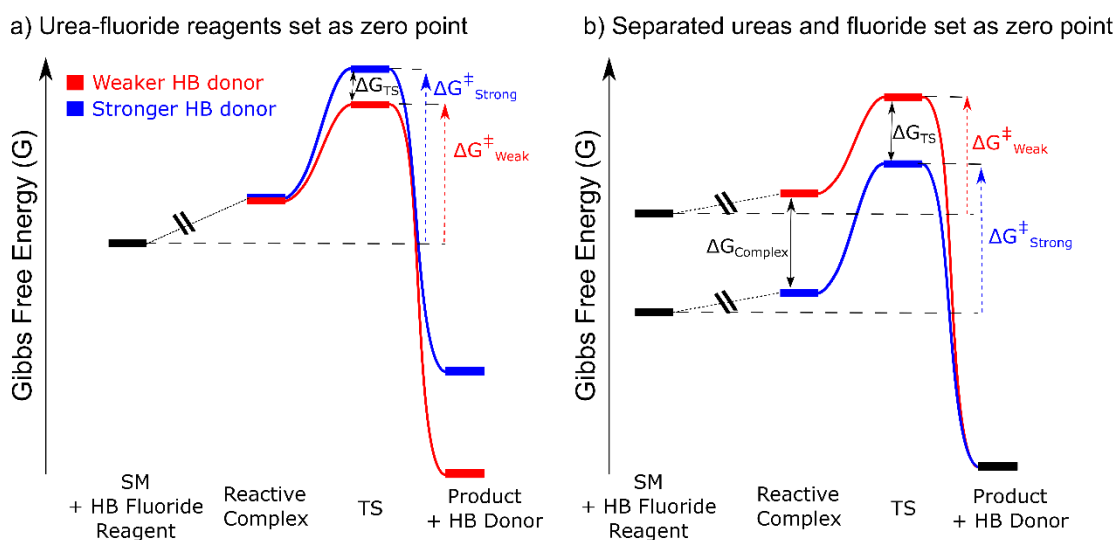 a) Urea-fluoride reagents set as zero point
Gibbs Free Energy (G)
Weaker HB donor
Stronger HB donor
ΔG_TS
ΔG‡_Strong
ΔG‡_Weak
SM
+ HB Fluoride
Reagent
Reactive
Complex
TS
Product
+ HB Donor
b) Separated ureas and fluoride set as zero point
Gibbs Free Energy (G)
ΔG_TS
ΔG‡_Weak
ΔG_Complex
ΔG‡_Strong
SM
+ HB Fluoride
Reagent
Reactive
Complex
TS
Product
+ HB Donor